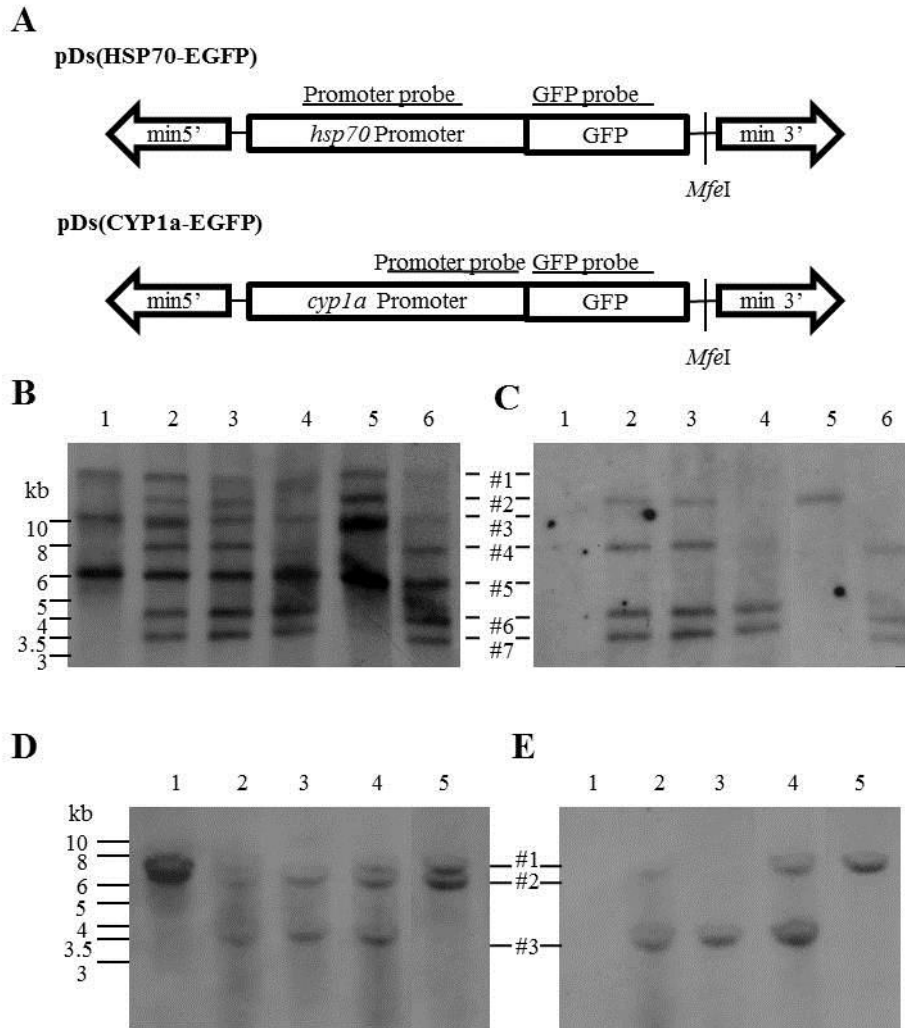 A
pDs(HSP70-EGFP)
Promoter probe GFP probe
min5’ hsp70 Promoter GFP min 3’
MfeI
pDs(CYP1a-EGFP)
Promoter probe GFP probe
min5’ cyp1a Promoter GFP min 3’
MfeI
B C
1 2 3 4 5 6 1 2 3 4 5 6
kb
10
8
6
5
4
3.5
3
#1
#2
#3
#4
#5
#6
#7
D E
1 2 3 4 5 1 2 3 4 5
kb
10
8
6
5
4
3.5
3
#1
#2
#3